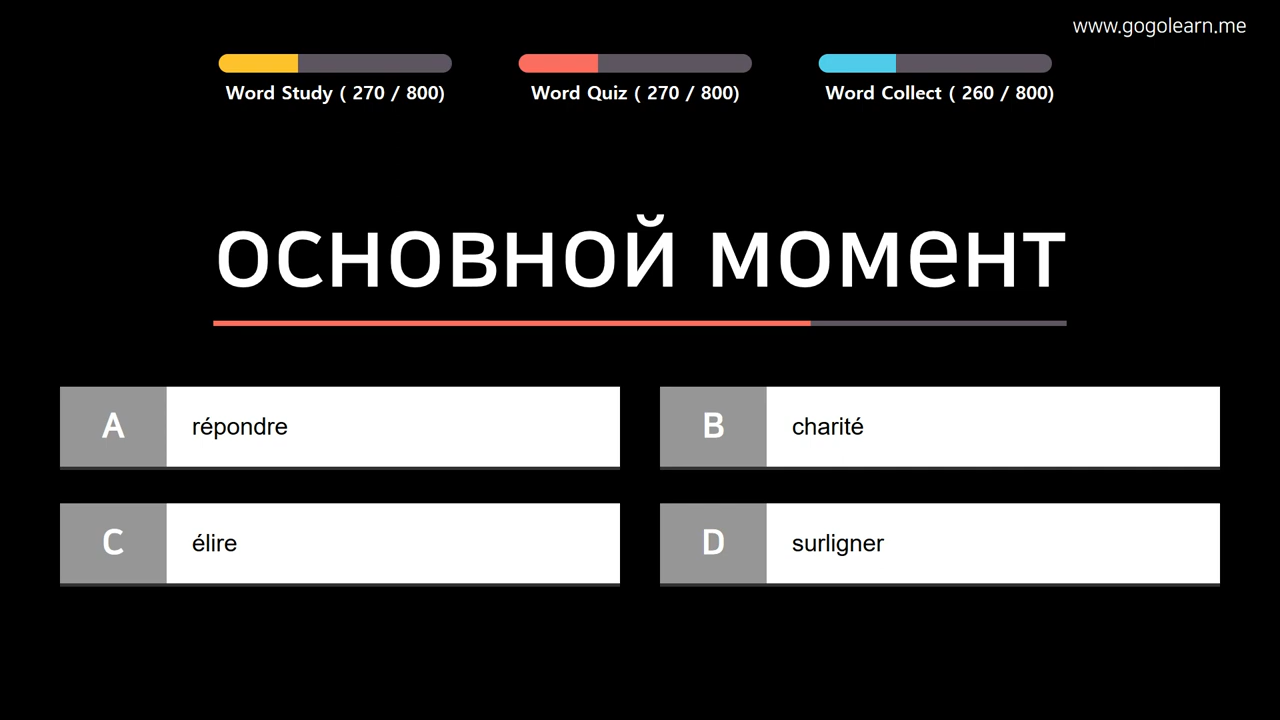 www.gogolearn.me
Word Study ( 270 / 800)
Word Quiz ( 270 / 800)
Word Collect ( 260 / 800)
основной момент
A répondre
B charité
C élire
D surligner